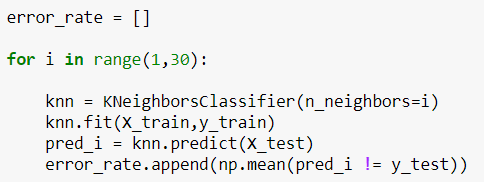 error_rate = []
for i in range(1,30):
knn = KNeighborsClassifier(n_neighbors=i)
knn.fit(X_train,y_train)
pred_i = knn.predict(X_test)
error_rate.append(np.mean(pred_i != y_test))